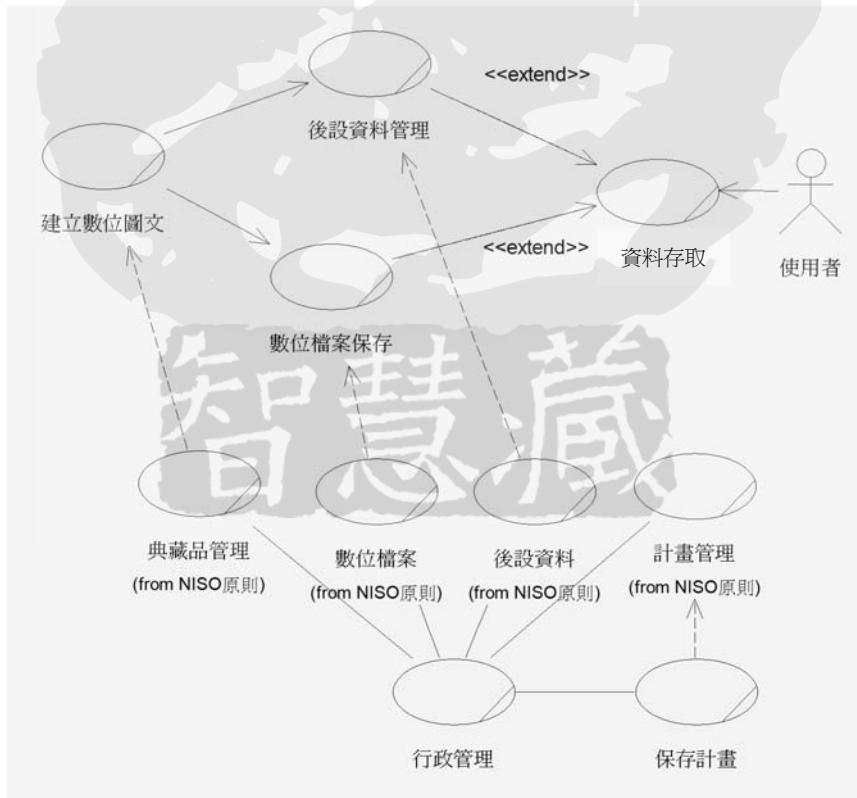 <<extend>>
後設資料管理
建立數位圖文
<<extend>>
資料存取
使用者
數位檔案保存
智慧藏
典藏品管理
(from NISO原則)
數位檔案
(from NISO原則)
後設資料
(from NISO原則)
計畫管理
(from NISO原則)
行政管理
保存計畫